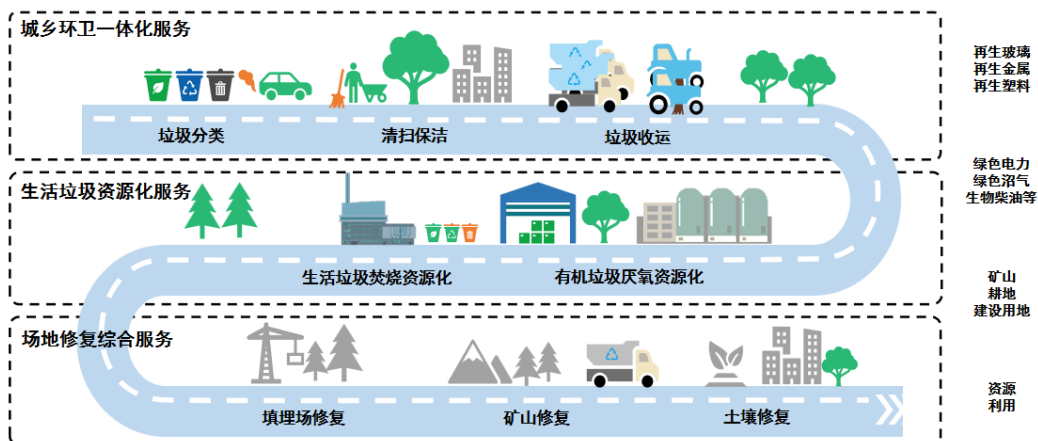 城乡环卫一体化服务
垃圾分类
清扫保洁
垃圾收运
生活垃圾资源化服务
生活垃圾焚烧资源化
有机垃圾厌氧资源化
场地修复综合服务
填埋场修复
矿山修复
土壤修复
再生玻璃
再生金属
再生塑料
绿色电力
绿色沼气
生物柴油等
矿山
耕地
建设用地
资源
利用